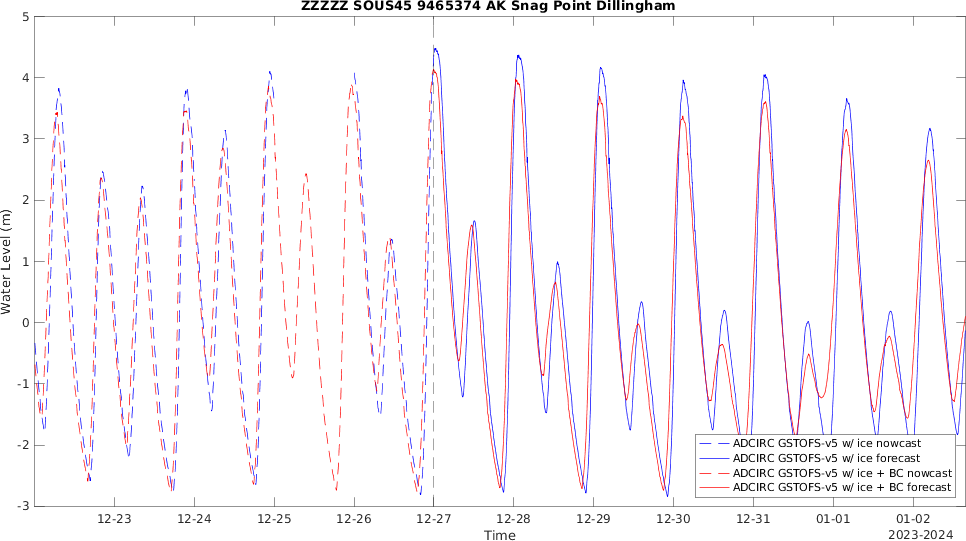 ZZZZZ SOUS45 9465374 AK Snag Point Dillingham
5
4
3
2
1
0
-1
-2
-3
Water Level (m)
ADCIRC GSTOFS-v5 w/ ice nowcast
ADCIRC GSTOFS-v5 w/ ice forecast
ADCIRC GSTOFS-v5 w/ ice + BC nowcast
ADCIRC GSTOFS-v5 w/ ice + BC forecast
12-23 12-24 12-25 12-26 12-27 12-28 12-29 12-30 12-31 01-01 01-02
Time
2023-2024